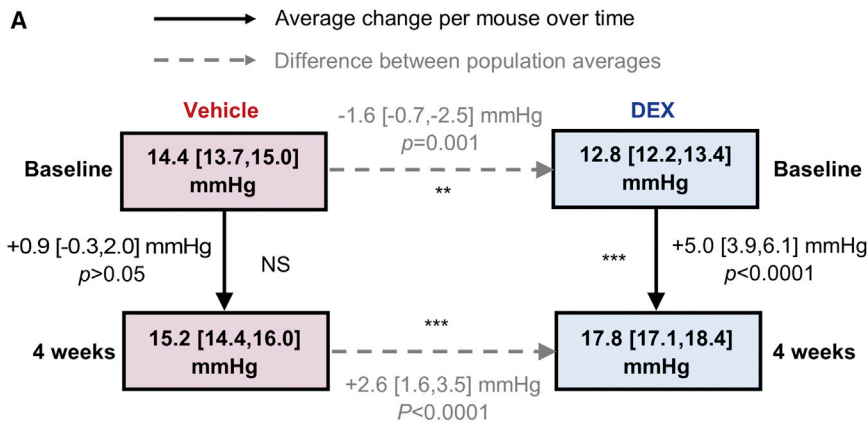 A
Average change per mouse over time
Difference between population averages
Vehicle
DEX
-1.6 [-0.7,-2.5] mmHg
p=0.001
**
Baseline
14.4 [13.7,15.0]
mmHg
12.8 [12.2,13.4]
mmHg
Baseline
+0.9 [-0.3,2.0] mmHg
p>0.05
NS
***
+5.0 [3.9,6.1] mmHg
p<0.0001
4 weeks
15.2 [14.4,16.0]
mmHg
***
+2.6 [1.6,3.5] mmHg
P<0.0001
17.8 [17.1,18.4]
mmHg
4 weeks